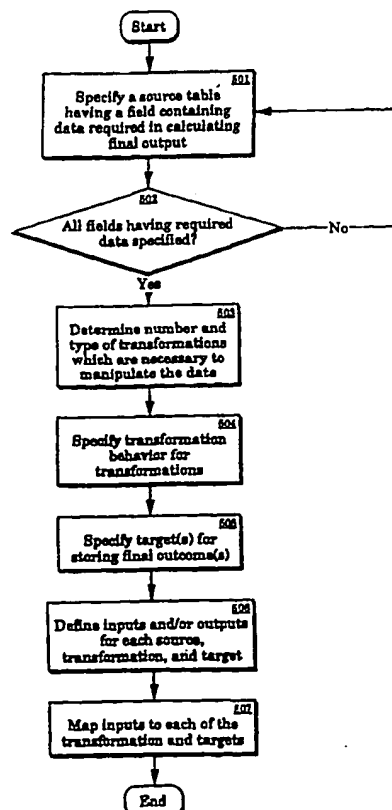 Start
501
Specify a source table
having a field containing
data required in calculating
final output
502
All fields having required
data specified?
No
Yes
503
Determine number and
type of transformations
which are necessary to
manipulate the data
504
Specify transformation
behavior for
transformations
505
Specify target(s) for
storing final outcome(s)
506
Define inputs and/or outputs
for each source,
transformation, and target
507
Map inputs to each of the
transformation and targets
End